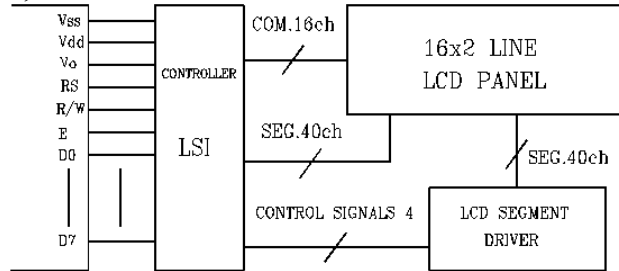 Vss
Vdd
Vo
RS
R/W
E
D0
D7
CONTROLLER
LSI
COM.16ch
SEG.40ch
CONTROL SIGNALS 4
16x2 LINE
LCD PANEL
SEG.40ch
LCD SEGMENT
DRIVER